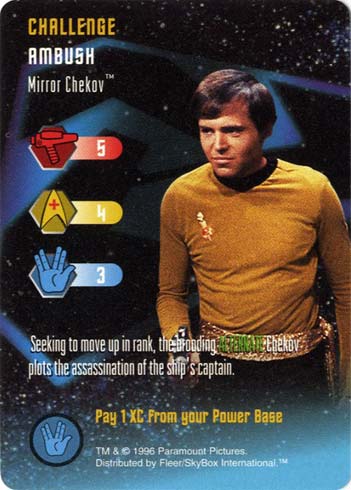 CHALLENGE
AMBUSH
Mirror Chekov™
5
4
3
Seeking to move up in rank, the brooding ALTERNATE Chekov
plots the assassination of the ship's captain.
Pay 1 XC from your Power Base
TM & © 1996 Paramount Pictures.
Distributed by Fleer/SkyBox International.™